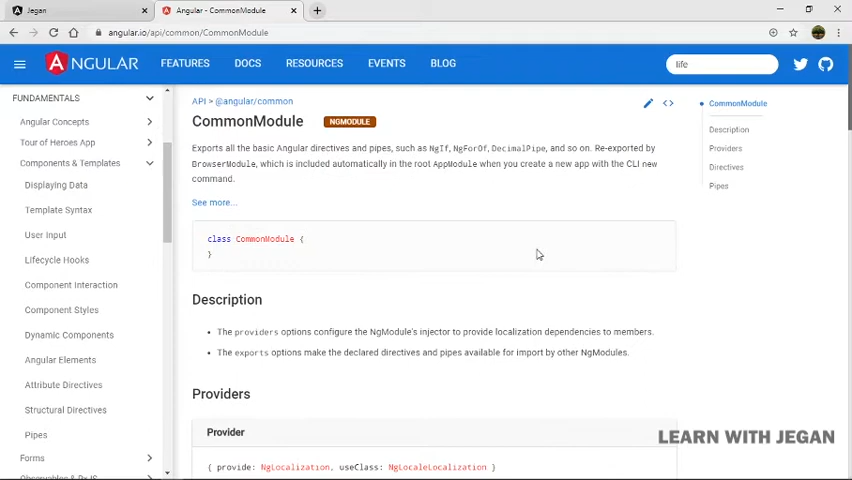 Jegan
Angular - CommonModule
angular.io/api/common/CommonModule
ANGULAR FEATURES DOCS RESOURCES EVENTS BLOG life
FUNDAMENTALS
Angular Concepts
Tour of Heroes App
Components & Templates
Displaying Data
Template Syntax
User Input
Lifecycle Hooks
Component Interaction
Component Styles
Dynamic Components
Angular Elements
Attribute Directives
Structural Directives
Pipes
Forms
Observables & RxJS
API > @angular/common
CommonModule NGMODULE
Exports all the basic Angular directives and pipes, such as NgIf, NgForOf, DecimalPipe, and so on. Re-exported by
BrowserModule, which is included automatically in the root AppModule when you create a new app with the CLI new
command.
See more...
class CommonModule {
}
Description
The providers options configure the NgModule's injector to provide localization dependencies to members.
The exports options make the declared directives and pipes available for import by other NgModules.
Providers
Provider
{ provide: NgLocalization, useClass: NgLocaleLocalization }
CommonModule
Description
Providers
Directives
Pipes
LEARN WITH JEGAN